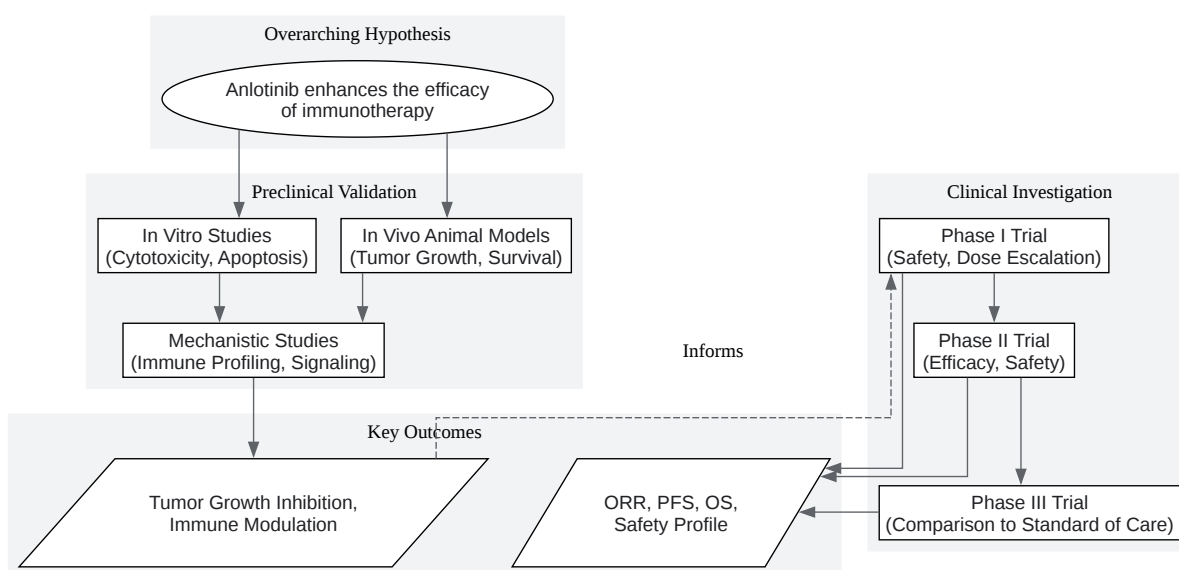 Overarching Hypothesis
Anlotinib enhances the efficacy
of immunotherapy
Preclinical Validation
In Vitro Studies
(Cytotoxicity, Apoptosis)
In Vivo Animal Models
(Tumor Growth, Survival)
Mechanistic Studies
(Immune Profiling, Signaling)
Clinical Investigation
Phase I Trial
(Safety, Dose Escalation)
Phase II Trial
(Efficacy, Safety)
Informs
Key Outcomes
Tumor Growth Inhibition,
Immune Modulation
ORR, PFS, OS,
Safety Profile
Phase III Trial
(Comparison to Standard of Care)